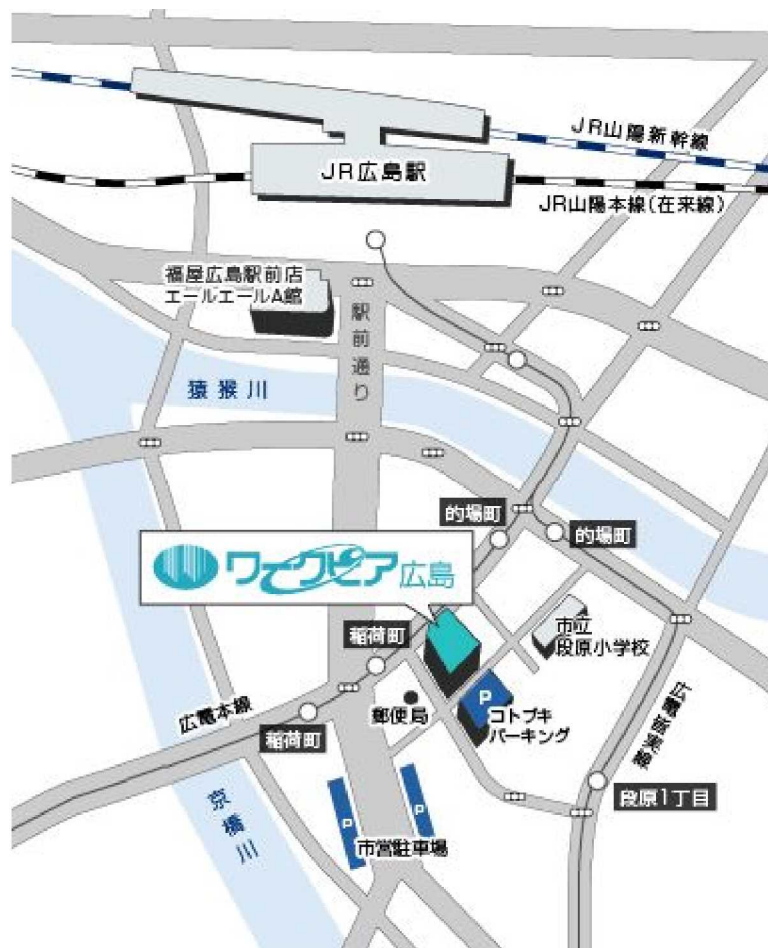 JR山陽新幹線
JR広島駅
JR山陽本線(在来線)
福屋広島駅前店
エールエールA館
駅前通り
猿猴川
的場町
的場町
ワークピア広島
市立
段原小学校
稲荷町
P
郵便局
コトブキ
パーキング
広電本線
稲荷町
広電宮実線
段原1丁目
京橋川
P
P
市営駐車場